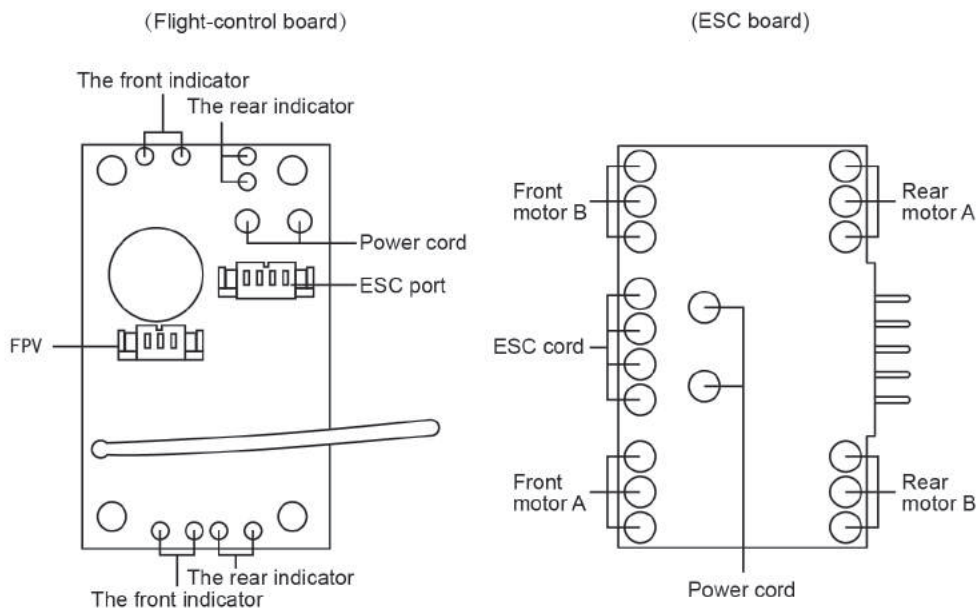 (Flight-control board)
The front indicator
The rear indicator
Power cord
ESC port
FPV
The rear indicator
The front indicator
(ESC board)
Front
motor B
Rear
motor A
ESC cord
Front
motor A
Rear
motor B
Power cord